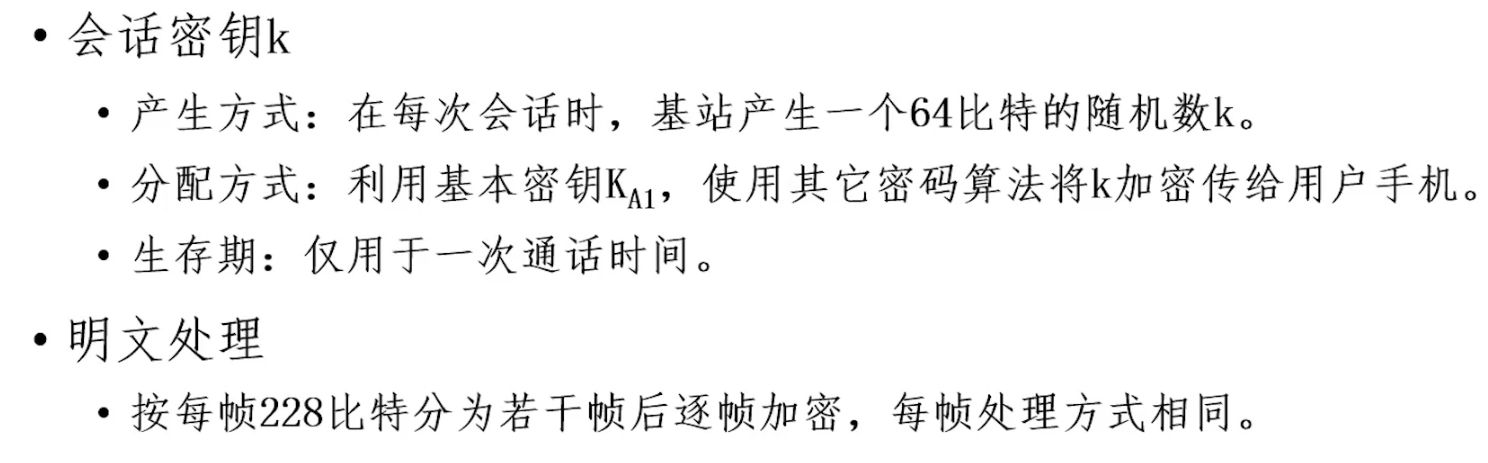 • 会话密钥k
• 产生方式：在每次会话时，基站产生一个64比特的随机数k。
• 分配方式：利用基本密钥K_A1，使用其它密码算法将k加密传给用户手机。
• 生存期：仅用于一次通话时间。
• 明文处理
• 按每帧228比特分为若干帧后逐帧加密，每帧处理方式相同。